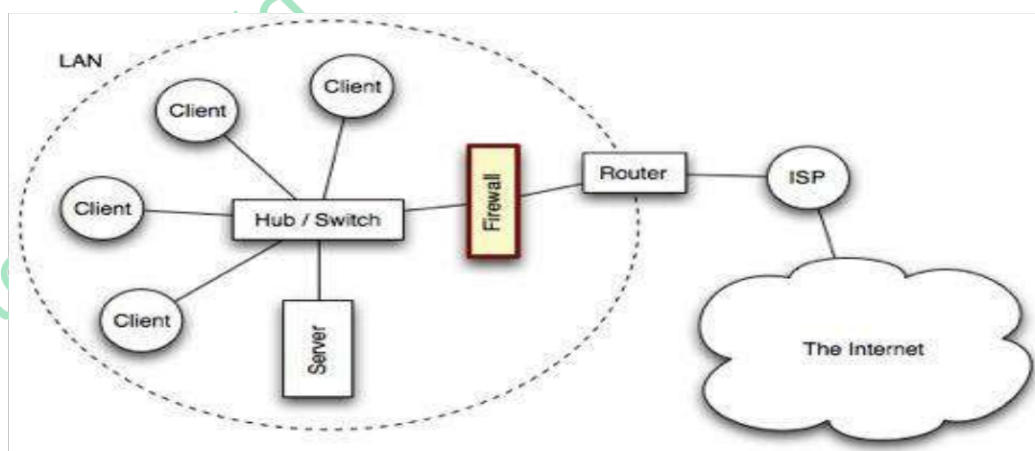 LAN
Client
Client
Client
Client
Hub / Switch
Server
Firewall
Router
ISP
The Internet